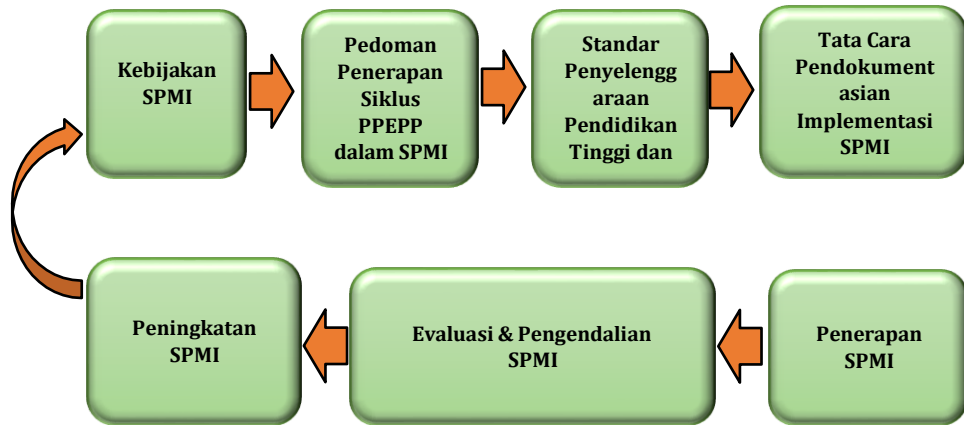 Kebijakan
SPMI
Pedoman
Penerapan
Siklus
PPEPP
dalam SPMI
Standar
Penyelengg
araan
Pendidikan
Tinggi dan
Tata Cara
Pendokument
asian
Implementasi
SPMI
Penerapan
SPMI
Evaluasi & Pengendalian
SPMI
Peningkatan
SPMI